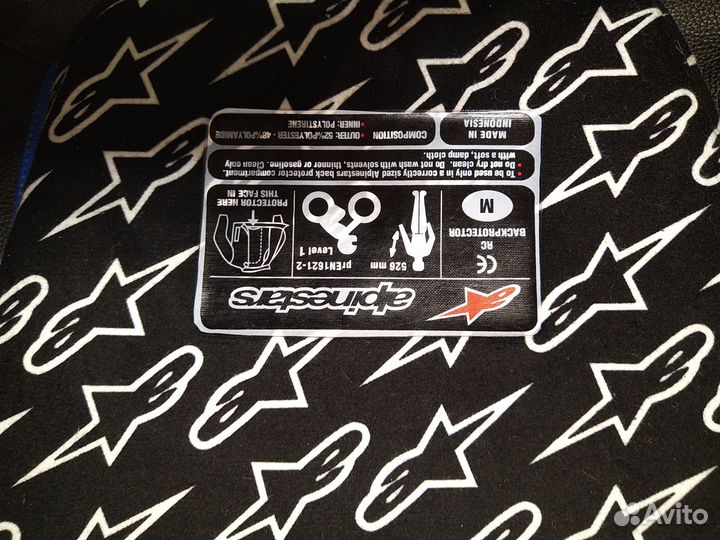 alpinestars
CE
RC
BACKPROTECTOR
M
526 mm
prEN1621-2
Level 1
PROTECTOR HERE
THIS FACE IN
• To be used only in a correctly sized Alpinestars back protector compartment.
• Do not dry clean. Do not wash with solvents, thinner or gasoline. Clean only
with a soft, damp cloth.
MADE IN
INDONESIA
COMPOSITION
• OUTER: 52%POLYESTER - 48%POLYAMIDE
• INNER: POLYSTIRENE
Avito